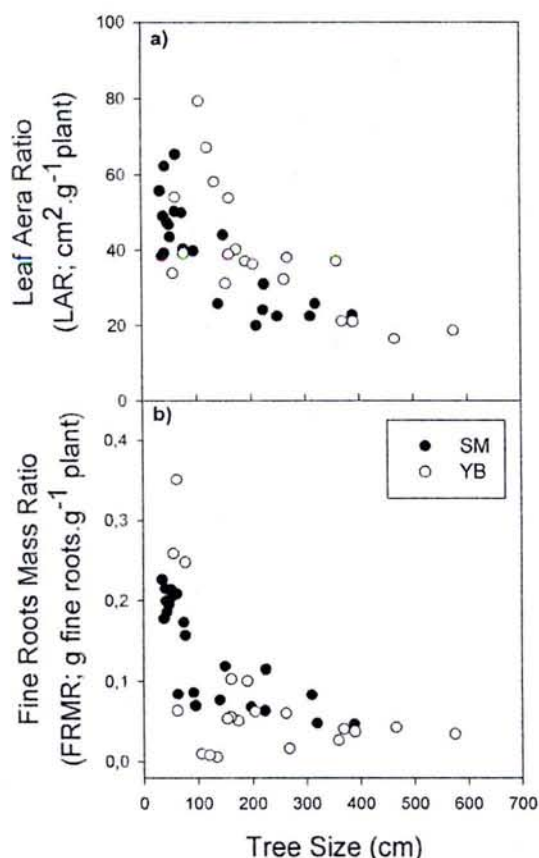 100
a)
80
60
40
20
0
Leaf Aera Ratio
(LAR; cm².g⁻¹ plant)
b)
0,4
0,3
0,2
0,1
0,0
Fine Roots Mass Ratio
(FRMR; g fine roots.g⁻¹ plant)
SM
YB
0 100 200 300 400 500 600 700
Tree Size (cm)